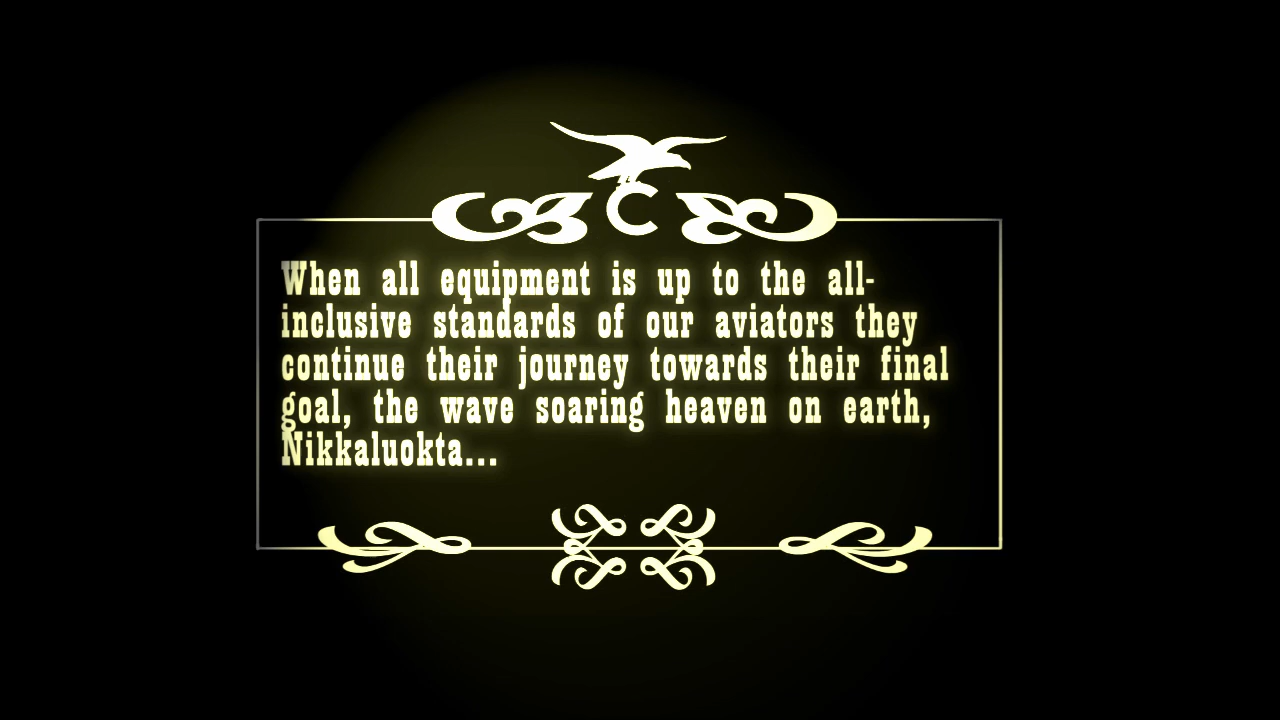 C
When all equipment is up to the all-
inclusive standards of our aviators they
continue their journey towards their final
goal, the wave soaring heaven on earth,
Nikkaluokta...